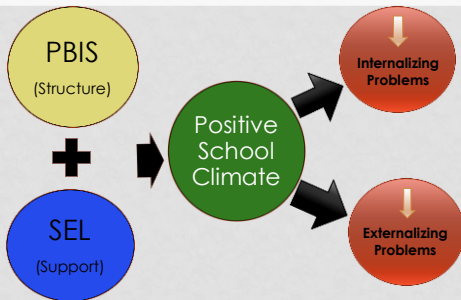 PBIS
(Structure)
SEL
(Support)
Positive
School
Climate
Internalizing
Problems
Externalizing
Problems